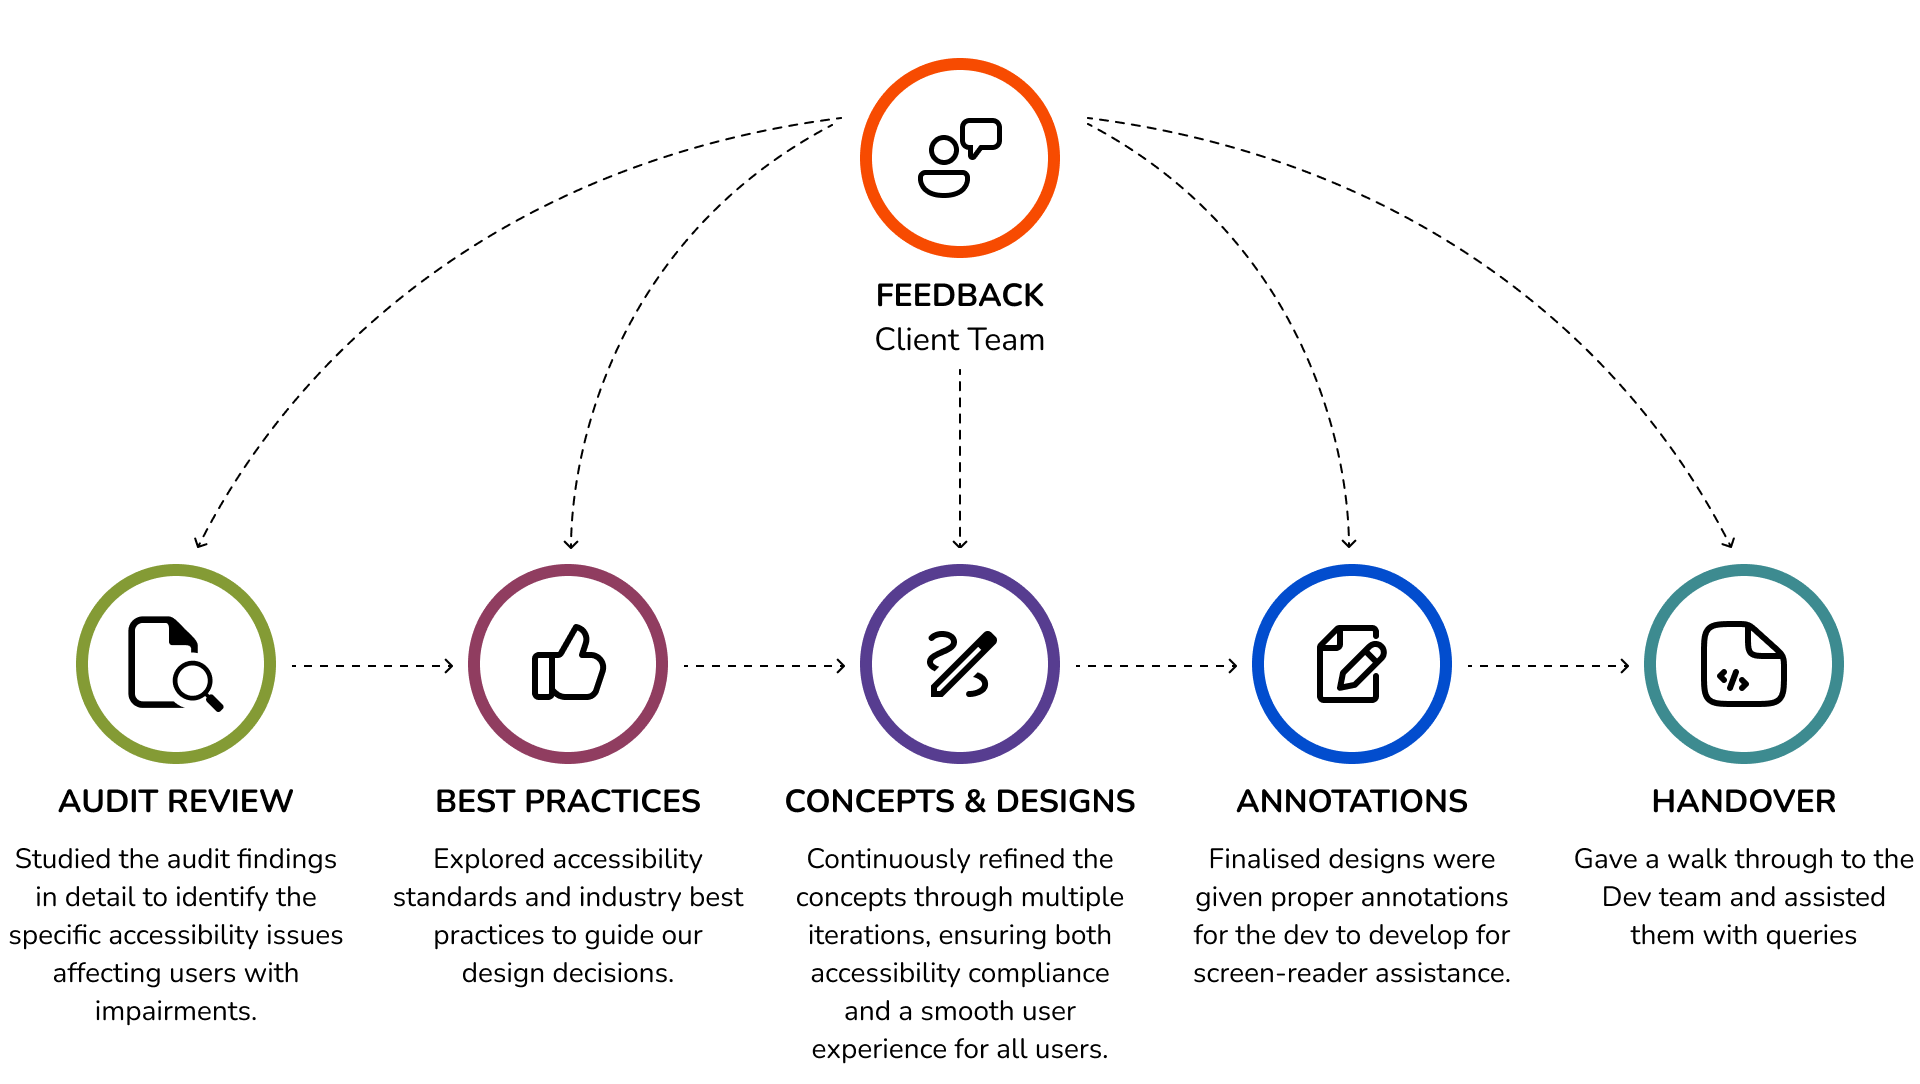 FEEDBACK
Client Team
AUDIT REVIEW
Studied the audit findings
in detail to identify the
specific accessibility issues
affecting users with
impairments.
BEST PRACTICES
Explored accessibility
standards and industry best
practices to guide our
design decisions.
CONCEPTS & DESIGNS
Continuously refined the
concepts through multiple
iterations, ensuring both
accessibility compliance
and a smooth user
experience for all users.
ANNOTATIONS
Finalised designs were
given proper annotations
for the dev to develop for
screen-reader assistance.
HANDOVER
Gave a walk through to the
Dev team and assisted
them with queries